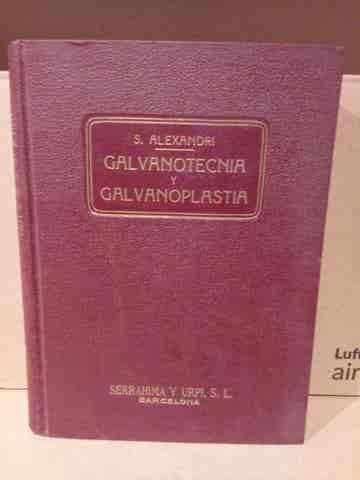 S. ALEXANDRI
GALVANOTECNIA
Y
GALVANOPLASTIA
SERRAHIMA Y URPI, S. L.
BARCELONA
Luf
air